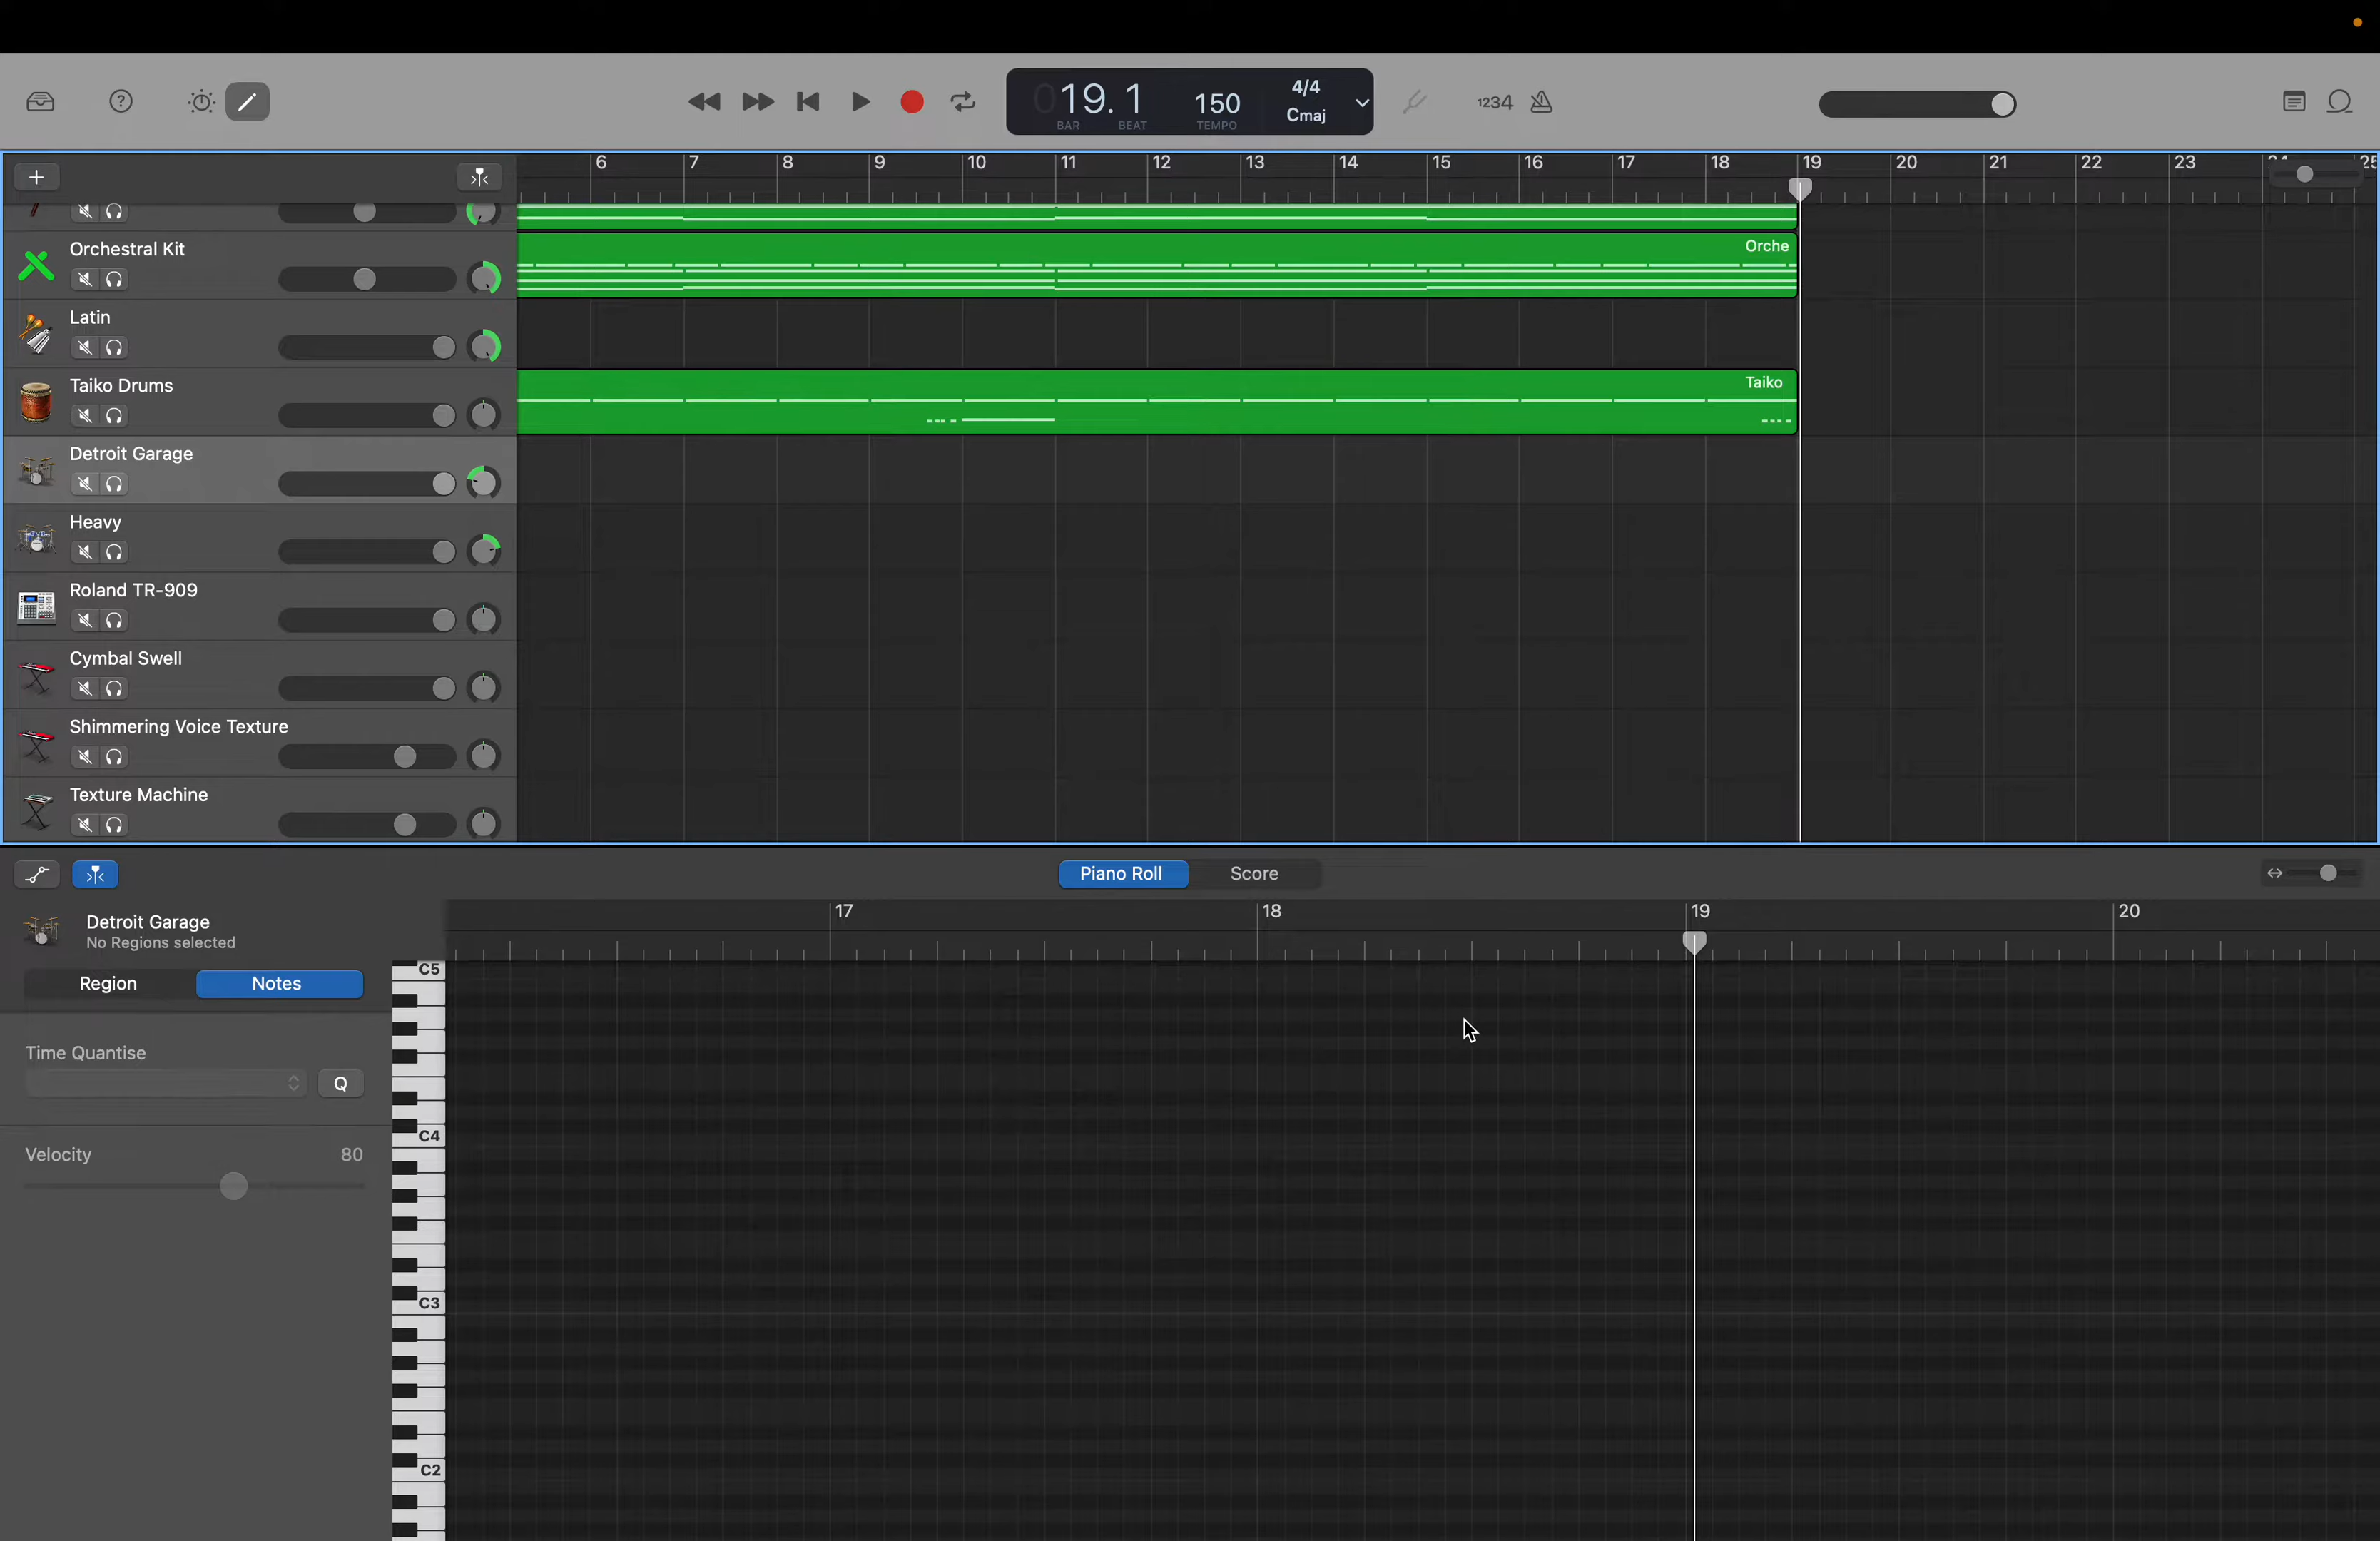 019. 1
BAR BEAT
150
TEMPO
4/4
Cmaj
1234
6 7 8 9 10 11 12 13 14 15 16 17 18 19 20 21 22 23
Orchestral Kit
Orche
Latin
Taiko Drums
Taiko
Detroit Garage
Heavy
Roland TR-909
Cymbal Swell
Shimmering Voice Texture
Texture Machine
Piano Roll Score
17 18 19 20
Detroit Garage
No Regions selected
Region Notes
Time Quantise
Q
Velocity 80
C5
C4
C3
C2